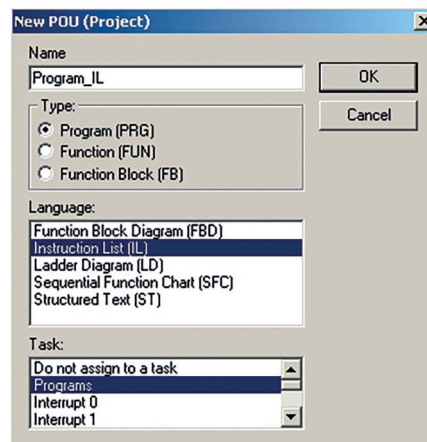 New POU (Project)
Name
Program_IL
OK
Cancel
Type:
Program (PRG)
Function (FUN)
Function Block (FB)
Language:
Function Block Diagram (FBD)
Instruction List (IL)
Ladder Diagram (LD)
Sequential Function Chart (SFC)
Structured Text (ST)
Task:
Do not assign to a task
Programs
Interrupt 0
Interrupt 1